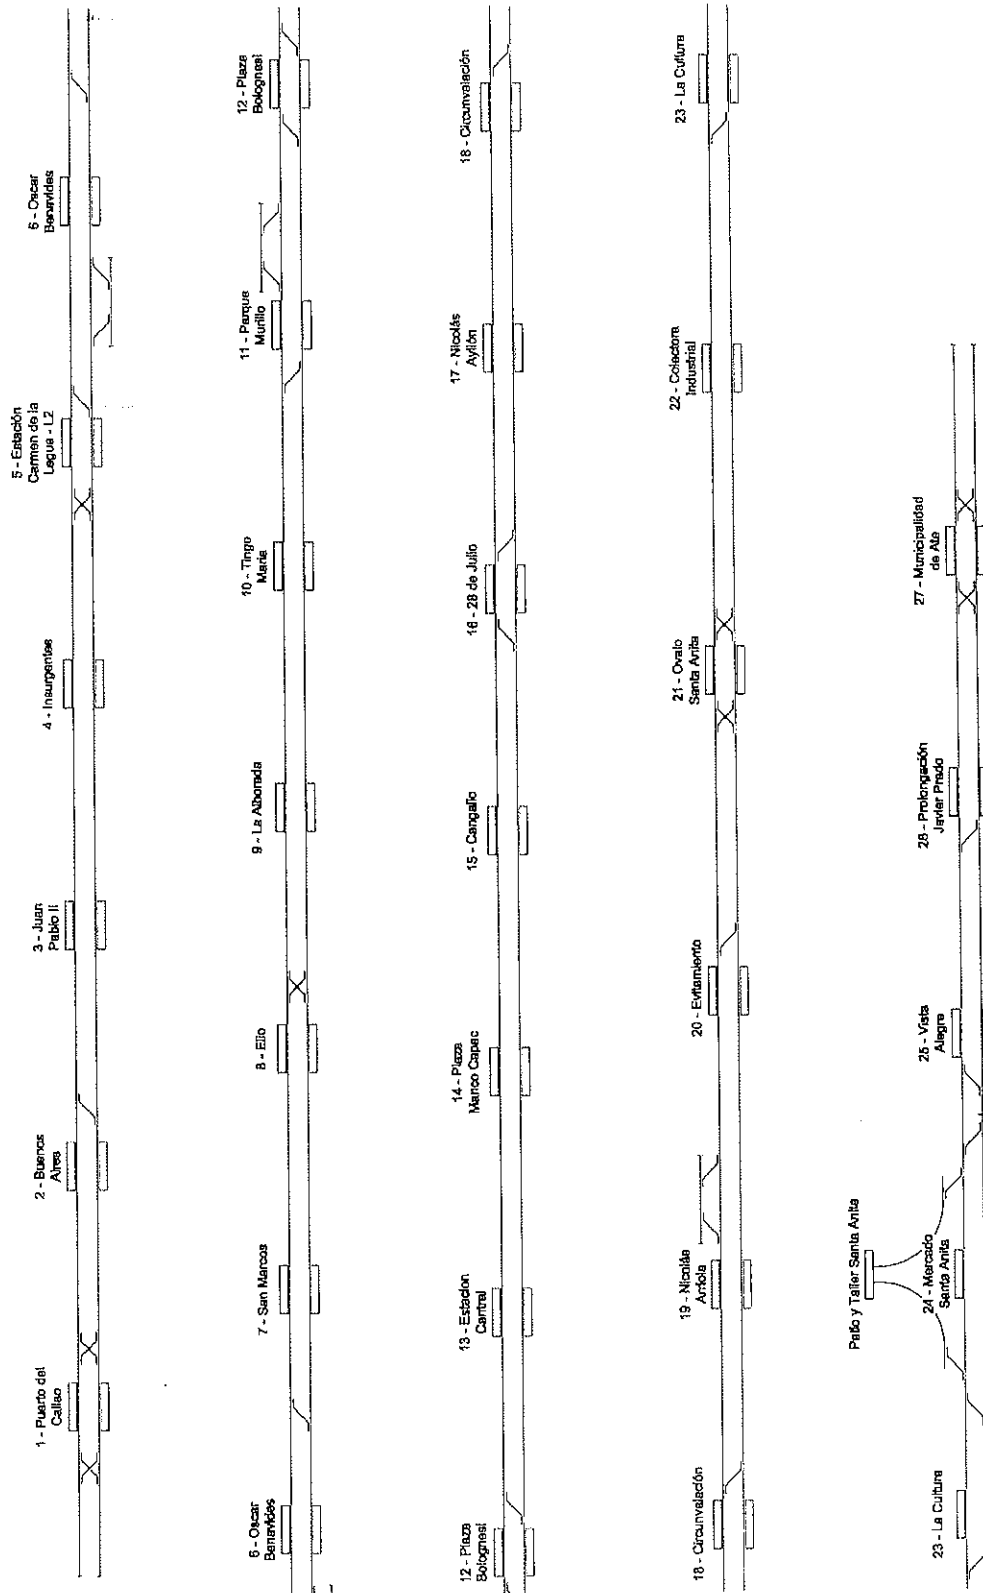 1 - Puerto del
Callao
2 - Buenos
Aires
3 - Juan
Pablo II
4 - Insurgentes
5 - Estación
Carmen de la
Legua - L2
6 - Oscar
Benavides
6 - Oscar
Benavides
7 - San Marcos
8 - Elio
9 - La Alborada
10 - Tingo
María
11 - Parque
Murillo
12 - Plaza
Bolognesi
12 - Plaza
Bolognesi
13 - Estacion
Central
14 - Plaza
Manco Capac
15 - Cangallo
16 - 28 de Julio
17 - Nicolás
Ayllón
18 - Circunvalación
18 - Circunvalación
19 - Nicolás
Arriola
20 - Evitamiento
21 - Ovalo
Santa Anita
22 - Colectora
Industrial
23 - La Cultura
23 - La Cultura
Patio y Taller Santa Anita
24 - Mercado
Santa Anita
25 - Vista
Alegre
26 - Prolongación
Javier Prado
27 - Municipalidad
de Ate